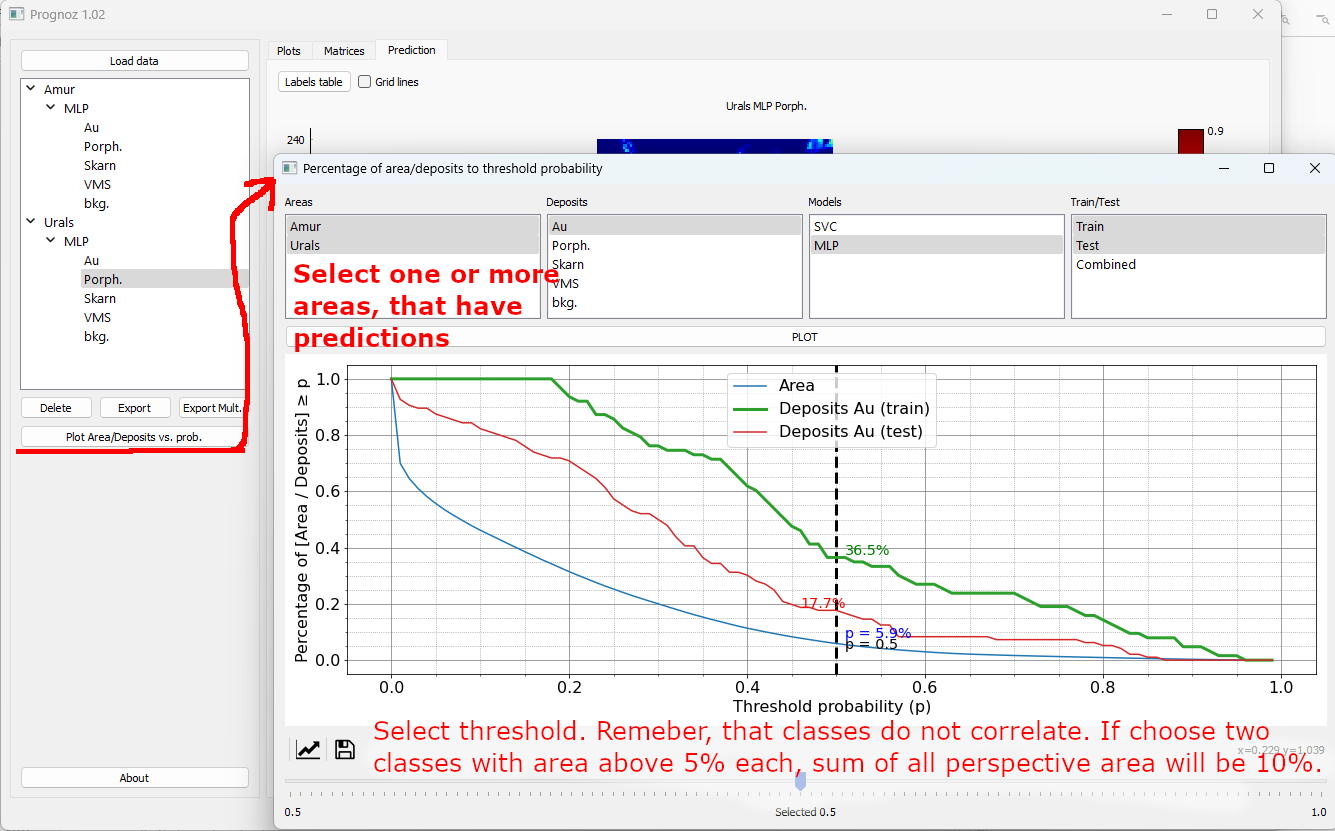 Prognoz 1.02
Load data
Amur
MLP
Au
Porph.
Skarn
VMS
bkg.
Urals
MLP
Au
Porph.
Skarn
VMS
bkg.
Delete
Export
Export Mult.
Plot Area/Deposits vs. prob.
About
Plots
Matrices
Prediction
Labels table
Grid lines
Urals MLP Porph.
240
0.9
Percentage of area/deposits to threshold probability
Areas
Amur
Urals
Deposits
Au
Porph.
Skarn
VMS
bkg.
Models
SVC
MLP
Train/Test
Train
Test
Combined
Select one or more
areas, that have
predictions
PLOT
Percentage of [Area / Deposits] ≥ p
1.0
0.8
0.6
0.4
0.2
0.0
Area
Deposits Au (train)
Deposits Au (test)
36.5%
17.7%
p = 5.9%
p = 0.5
0.0
0.2
0.4
0.6
0.8
1.0
Threshold probability (p)
Select threshold. Remeber, that classes do not correlate. If choose two
classes with area above 5% each, sum of all perspective area will be 10%.
x=0.229 y=1.039
0.5
Selected 0.5
1.0